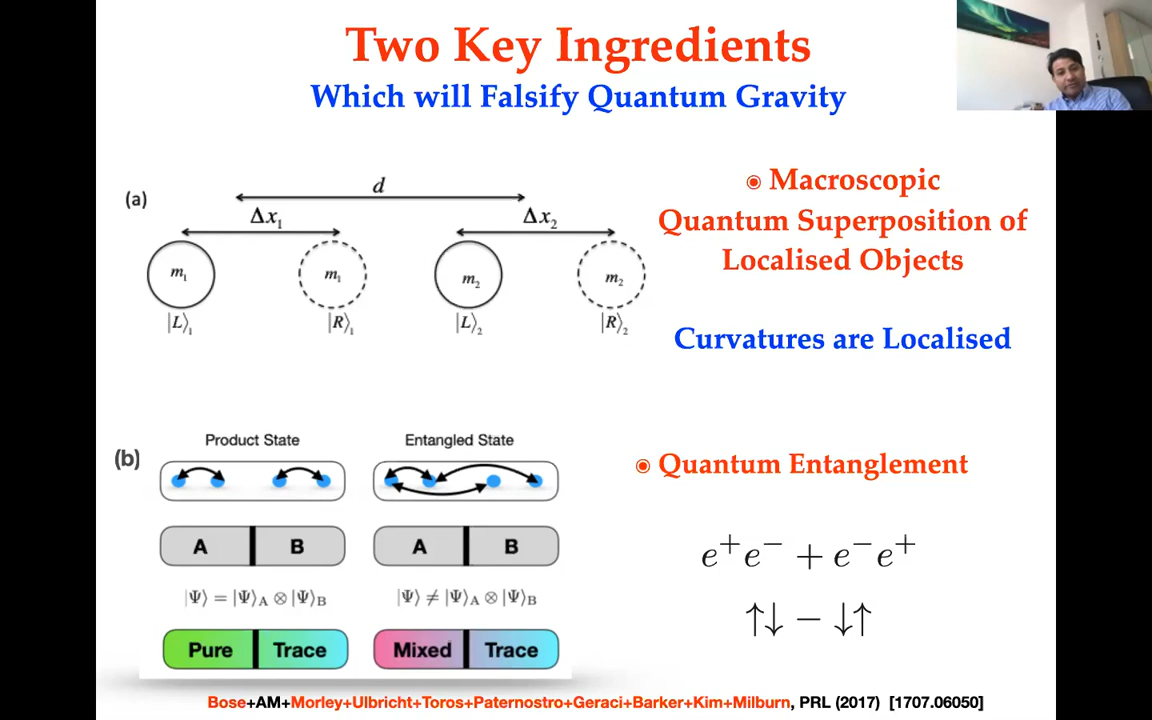 Two Key Ingredients
Which will Falsify Quantum Gravity
(a)
d
Δx₁
Δx₂
m₁
m₁
m₂
m₂
|L⟩₁
|R⟩₁
|L⟩₂
|R⟩₂
◉ Macroscopic
Quantum Superposition of
Localised Objects
Curvatures are Localised
(b)
Product State
Entangled State
A B
A B
|Ψ⟩ = |Ψ⟩A ⊗ |Ψ⟩B
|Ψ⟩ ≠ |Ψ⟩A ⊗ |Ψ⟩B
Pure Trace
Mixed Trace
◉ Quantum Entanglement
e⁺e⁻ + e⁻e⁺
↑↓ − ↓↑
Bose+AM+Morley+Ulbricht+Toros+Paternostro+Geraci+Barker+Kim+Milburn, PRL (2017) [1707.06050]